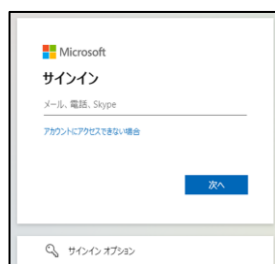 Microsoft
サインイン
メール、電話、Skype
アカウントにアクセスできない場合
次へ
サインイン オプション